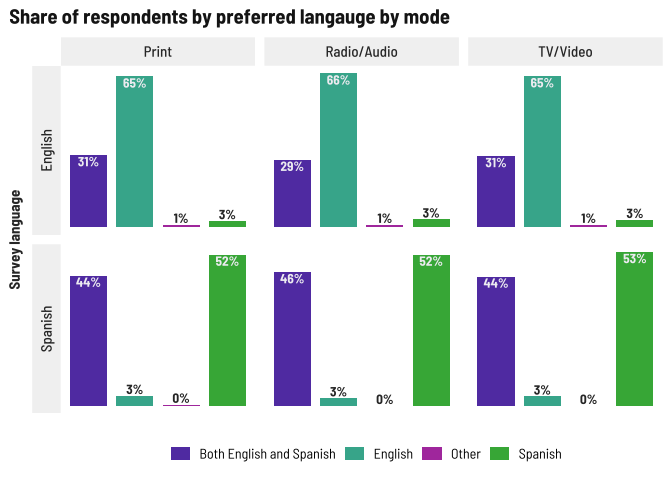 Share of respondents by preferred langauge by mode
Print
Radio/Audio
TV/Video
English
31%
65%
1%
3%
29%
66%
1%
3%
31%
65%
1%
3%
Survey language
Spanish
44%
3%
0%
52%
46%
3%
0%
52%
44%
3%
0%
53%
Both English and Spanish
English
Other
Spanish